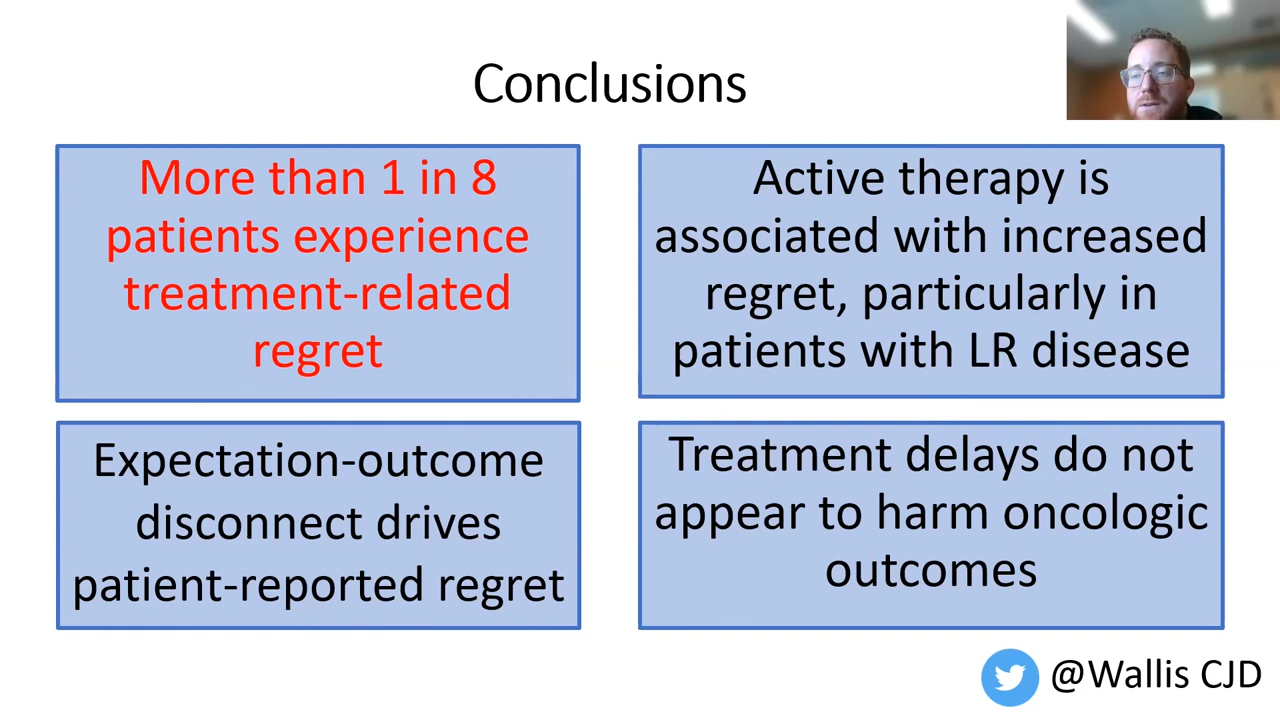 Conclusions
More than 1 in 8
patients experience
treatment-related
regret
Active therapy is
associated with increased
regret, particularly in
patients with LR disease
Expectation-outcome
disconnect drives
patient-reported regret
Treatment delays do not
appear to harm oncologic
outcomes
@Wallis CJD